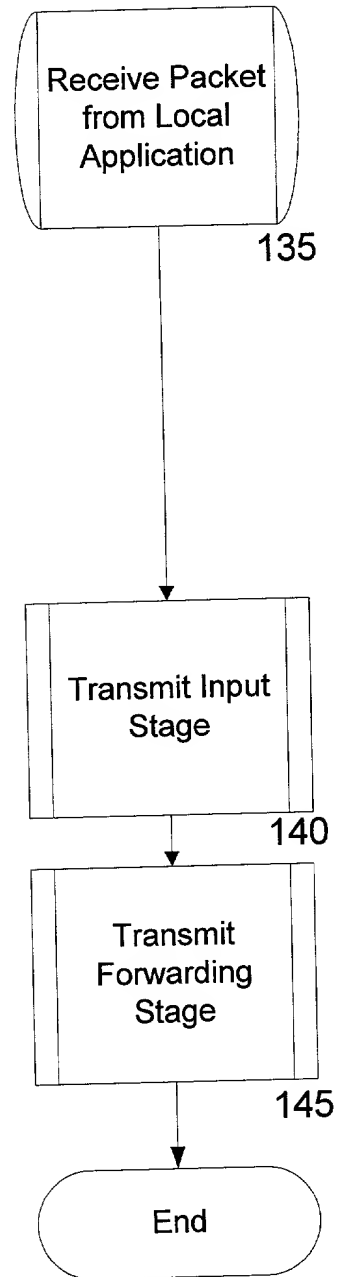 Receive Packet
from Local
Application
135
Transmit Input
Stage
140
Transmit
Forwarding
Stage
145
End